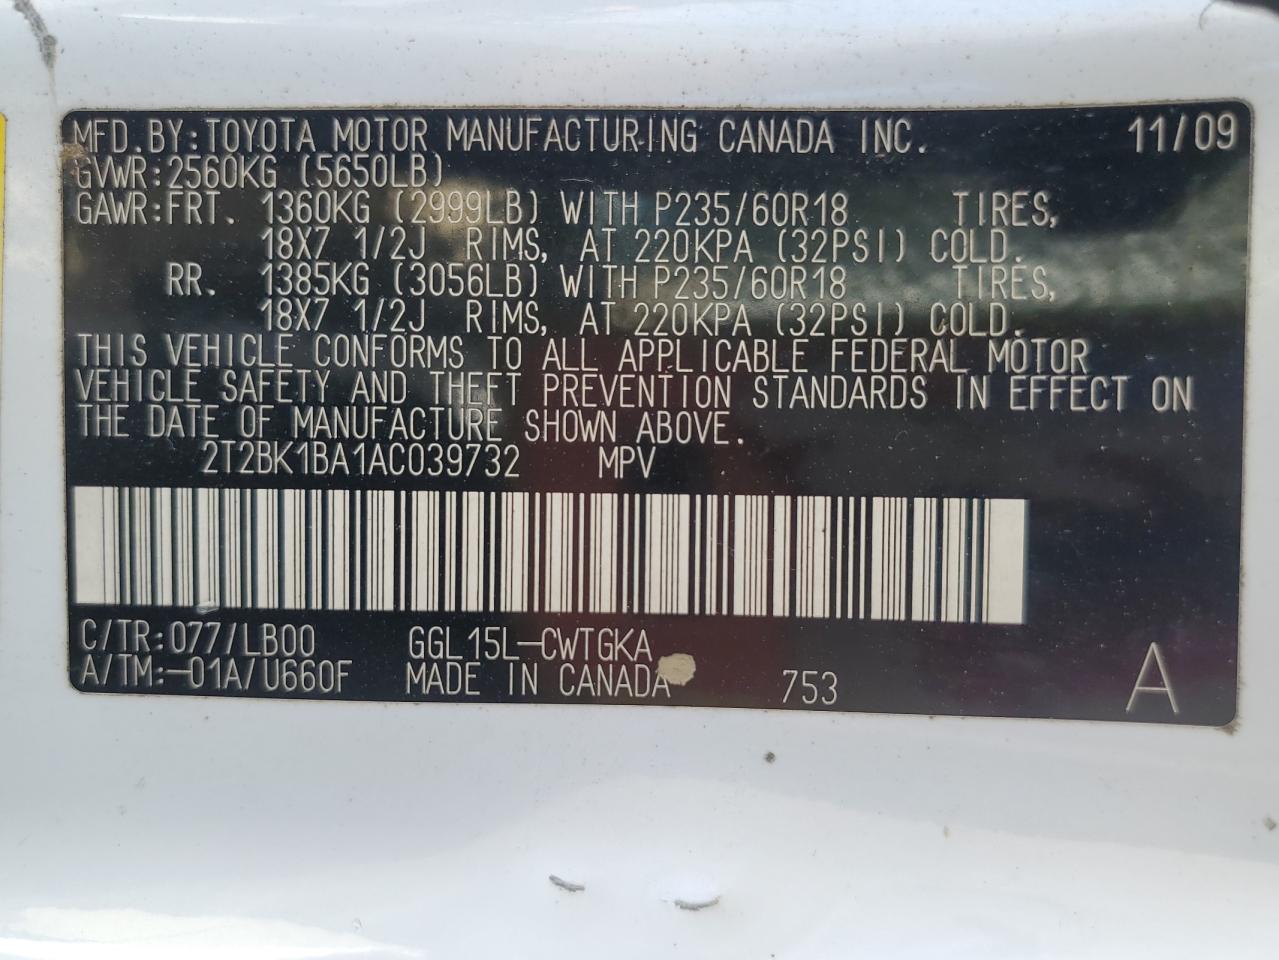 MFD.BY:TOYOTA MOTOR MANUFACTURING CANADA INC. 11/09
GVWR:2560KG (5650LB)
GAWR:FRT. 1360KG (2999LB) WITH P235/60R18 TIRES,
18X7 1/2J RIMS, AT 220KPA (32PSI) COLD.
RR. 1385KG (3056LB) WITH P235/60R18 TIRES,
18X7 1/2J RIMS, AT 220KPA (32PSI) COLD.
THIS VEHICLE CONFORMS TO ALL APPLICABLE FEDERAL MOTOR
VEHICLE SAFETY AND THEFT PREVENTION STANDARDS IN EFFECT ON
THE DATE OF MANUFACTURE SHOWN ABOVE.
2T2BK1BA1AC039732 MPV
C/TR:077/LB00 GGL15L-CWTGKA
A/TM:-01A/U660F MADE IN CANADA 753 A